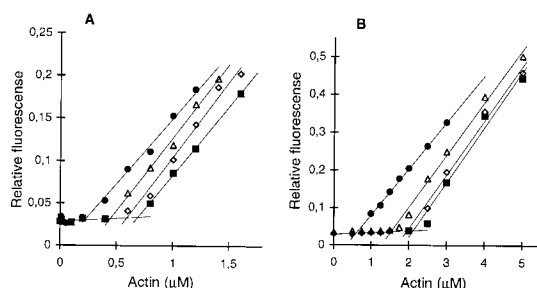 A
0,25
0,2
0,15
0,1
0,05
0
0 0,5 1 1,5
Relative fluorescense
Actin (μM)
B
0,5
0,4
0,3
0,2
0,1
0
0 1 2 3 4 5
Relative fluorescense
Actin (μM)